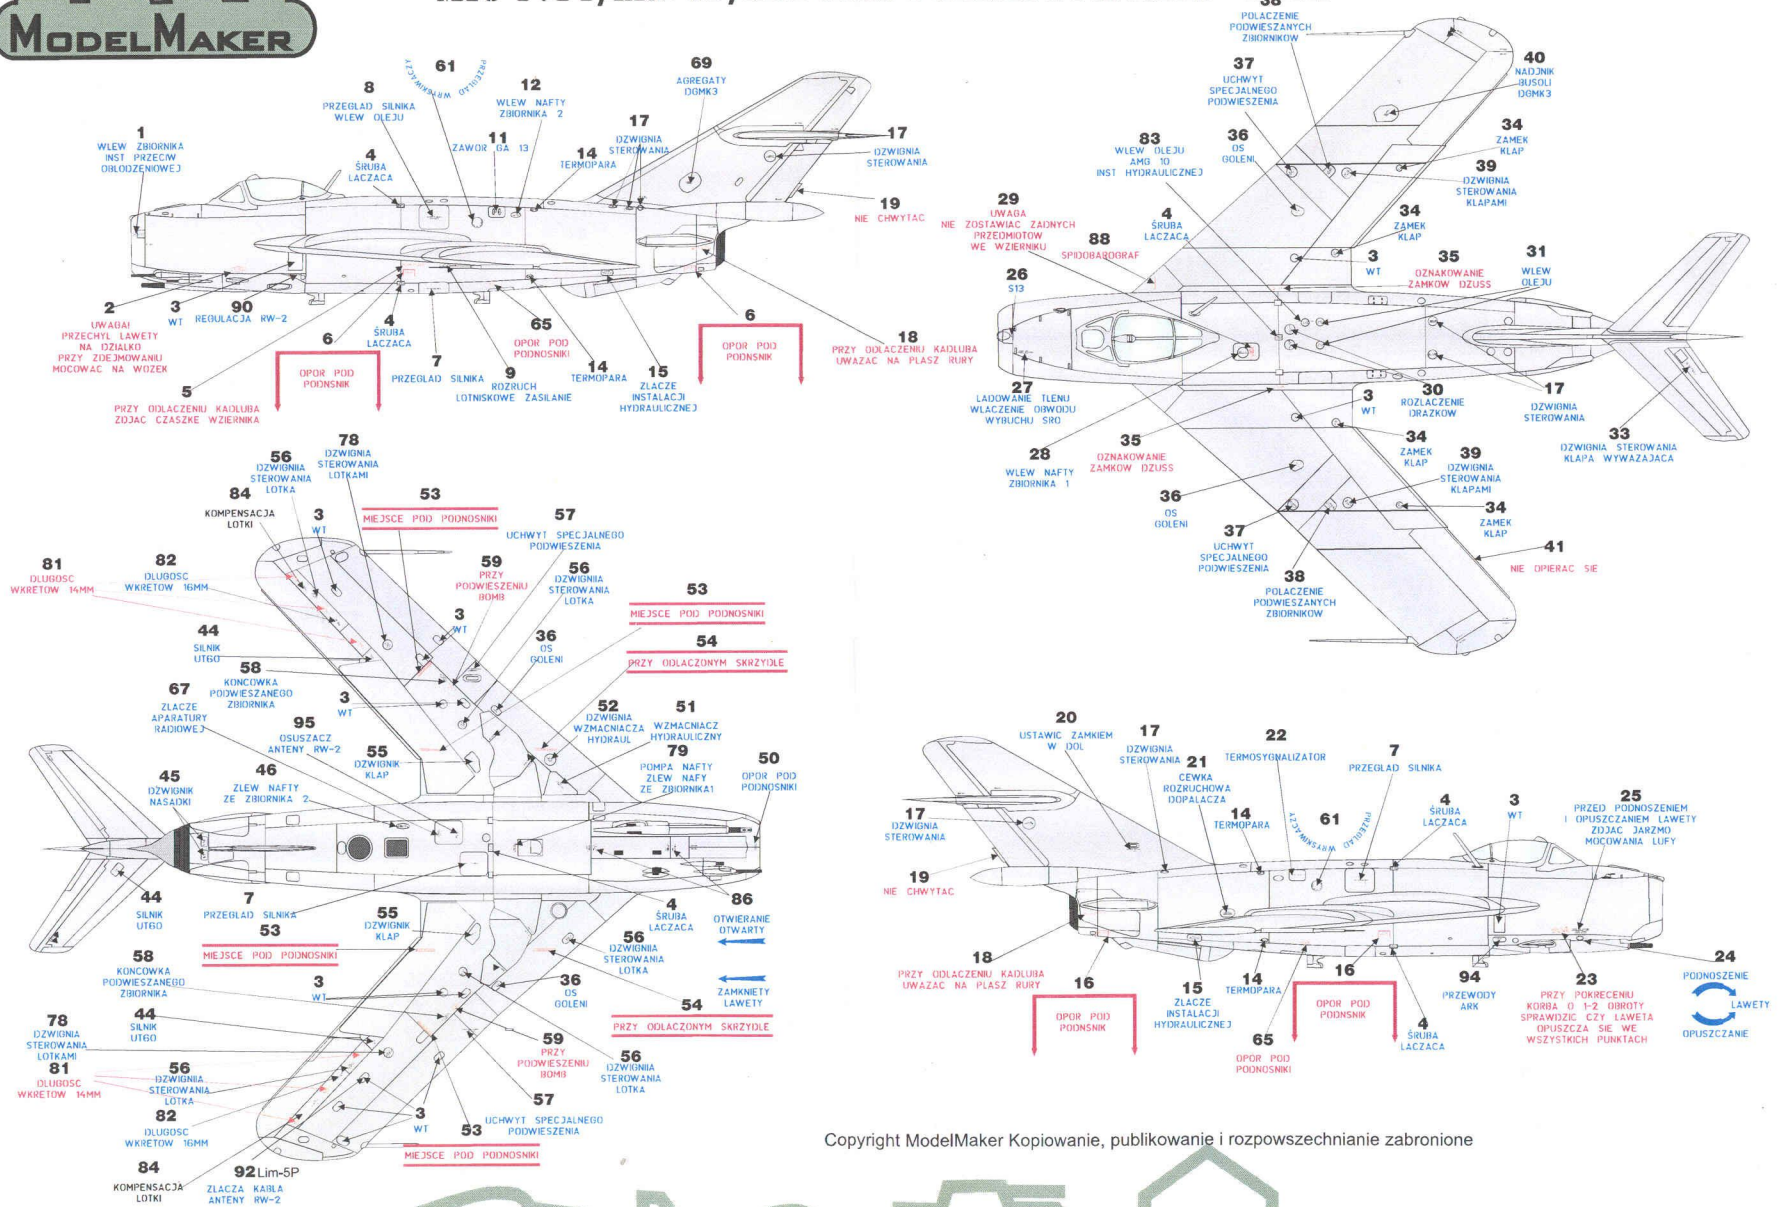 MODELMAKER
38
POLACZENIE
PODWIESZANYCH
ZBIORNIKOW
1
WLEW ZBIORNIKA
INST PRZECIW
OBLODZENIOWEJ
8
PRZEGLAD SILNIKA
WLEW OLEJU
61
PRZEGLAD WRYSKIWACZY
12
WLEW NAFTY
ZBIORNIKA 2
69
AGREGATY
DGMK3
4
ŚRUBA
LACZACA
11
ZAWOR GA 13
14
TERMOPARA
17
DZWIGNIA
STEROWANIA
17
DZWIGNIA
STEROWANIA
19
NIE CHWYTAC
2
UWAGA!
PRZECHYL LAWETY
NA DZIALKO
PRZY ZDEJMOWANIU
MOCOWAC NA WOZEK
3
WT
90
REGULACJA RW-2
5
PRZY ODLACZENIU KADLUBA
ZDJAC CZASZKE WZIERNIKA
6
OPOR POD
PODNSNIK
4
ŚRUBA
LACZACA
7
PRZEGLAD SILNIKA
9
ROZRUCH
LOTNISKOWE ZASILANIE
65
OPOR POD
PODNOSNIKI
14
TERMOPARA
15
ZLACZE
INSTALACJI
HYDRAULICZNEJ
6
OPOR POD
PODNSNIK
18
PRZY ODLACZENIU KADLUBA
UWAZAC NA PLASZ RURY
37
UCHWYT
SPECJALNEGO
PODWIESZENIA
40
NADJNIK
BUSOLI
DGMK3
83
WLEW OLEJU
AMG 10
INST HYDRAULICZNEJ
36
OS
GOLENI
34
ZAMEK
KLAP
39
DZWIGNIA
STEROWANIA
KLAPAMI
29
UWAGA
NIE ZOSTAWIAC ZADNYCH
PRZEDMIOTOW
WE WZIERNIKU
4
ŚRUBA
LACZACA
34
ZAMEK
KLAP
88
SPIDOBAROGRAF
3
WT
35
OZNAKOWANIE
ZAMKOW DZUSS
31
WLEW
OLEJU
26
S13
27
LADOWANIE TLENU
WLACZENIE OBWODU
WYBUCHU SRO
28
WLEW NAFTY
ZBIORNIKA 1
35
OZNAKOWANIE
ZAMKOW DZUSS
3
WT
30
ROZLACZENIE
DRAZKOW
17
DZWIGNIA
STEROWANIA
33
DZWIGNIA STEROWANIA
KLAPA WYWAZAJACA
34
ZAMEK
KLAP
39
DZWIGNIA
STEROWANIA
KLAPAMI
36
OS
GOLENI
34
ZAMEK
KLAP
37
UCHWYT
SPECJALNEGO
PODWIESZENIA
38
POLACZENIE
PODWIESZANYCH
ZBIORNIKOW
41
NIE OPIERAC SIE
78
DZWIGNIA
STEROWANIA
LOTKAMI
56
DZWIGNIIA
STEROWANIA
LOTKA
84
KOMPENSACJA
LOTKI
3
WT
53
MIEJSCE POD PODNOSNIKI
57
UCHWYT SPECJALNEGO
PODWIESZENIA
81
DLUGOSC
WKRETOW 14MM
82
DLUGOSC
WKRETOW 16MM
59
PRZY
PODWIESZENIU
BOMB
56
DZWIGNIIA
STEROWANIA
LOTKA
53
MIEJSCE POD PODNOSNIKI
3
WT
44
SILNIK
UT60
36
OS
GOLENI
54
PRZY ODLACZONYM SKRZYDLE
58
KONCOWKA
PODWIESZANEGO
ZBIORNIKA
67
ZLACZE
APARATURY
RADIOWEJ
3
WT
52
DZWIGNIA
WZMACNIACZA
HYDRAUL
51
WZMACNIACZ
HYDRAULICZNY
95
OSUSZACZ
ANTENY RW-2
55
DZWIGNIK
KLAP
79
POMPA NAFTY
ZLEW NAFY
ZE ZBIORNIKA1
50
OPOR POD
PODNOSNIKI
45
DZWIGNIK
NASADKI
46
ZLEW NAFTY
ZE ZBIORNIKA 2
44
SILNIK
UT60
7
PRZEGLAD SILNIKA
55
DZWIGNIK
KLAP
4
ŚRUBA
LACZACA
86
OTWIERANIE
OTWARTY
ZAMKNIETY
LAWETY
53
MIEJSCE POD PODNOSNIKI
56
DZWIGNIIA
STEROWANIA
LOTKA
58
KONCOWKA
PODWIESZANEGO
ZBIORNIKA
3
WT
36
OS
GOLENI
54
PRZY ODLACZONYM SKRZYDLE
78
DZWIGNIA
STEROWANIA
LOTKAMI
44
SILNIK
UT60
59
PRZY
PODWIESZENIU
BOMB
56
DZWIGNIIA
STEROWANIA
LOTKA
81
DLUGOSC
WKRETOW 14MM
56
DZWIGNIIA
STEROWANIA
LOTKA
57
UCHWYT SPECJALNEGO
PODWIESZENIA
82
DLUGOSC
WKRETOW 16MM
3
WT
53
MIEJSCE POD PODNOSNIKI
84
KOMPENSACJA
LOTKI
92 Lim-5P
ZLACZA KABLA
ANTENY RW-2
20
USTAWIC ZAMKIEM
W DOL
17
DZWIGNIA
STEROWANIA
21
CEWKA
ROZRUCHOWA
DOPALACZA
22
TERMOSYGNALIZATOR
7
PRZEGLAD SILNIKA
17
DZWIGNIA
STEROWANIA
14
TERMOPARA
61
PRZEGLAD WRYSKIWACZY
4
ŚRUBA
LACZACA
3
WT
25
PRZED PODNOSZENIEM
I OPUSZCZANIEM LAWETY
ZDJAC JARZMO
MOCOWANIA LUFY
19
NIE CHWYTAC
18
PRZY ODLACZENIU KADLUBA
UWAZAC NA PLASZ RURY
16
OPOR POD
PODNSNIK
15
ZLACZE
INSTALACJI
HYDRAULICZNEJ
14
TERMOPARA
65
OPOR POD
PODNOSNIKI
16
OPOR POD
PODNSNIK
4
ŚRUBA
LACZACA
94
PRZEWODY
ARK
23
PRZY POKRECENIU
KORBA O 1-2 OBROTY
SPRAWDZIC CZY LAWETA
OPUSZCZA SIE WE
WSZYSTKICH PUNKTACH
24
PODNOSZENIE
LAWETY
OPUSZCZANIE
Copyright ModelMaker Kopiowanie, publikowanie i rozpowszechnianie zabronione